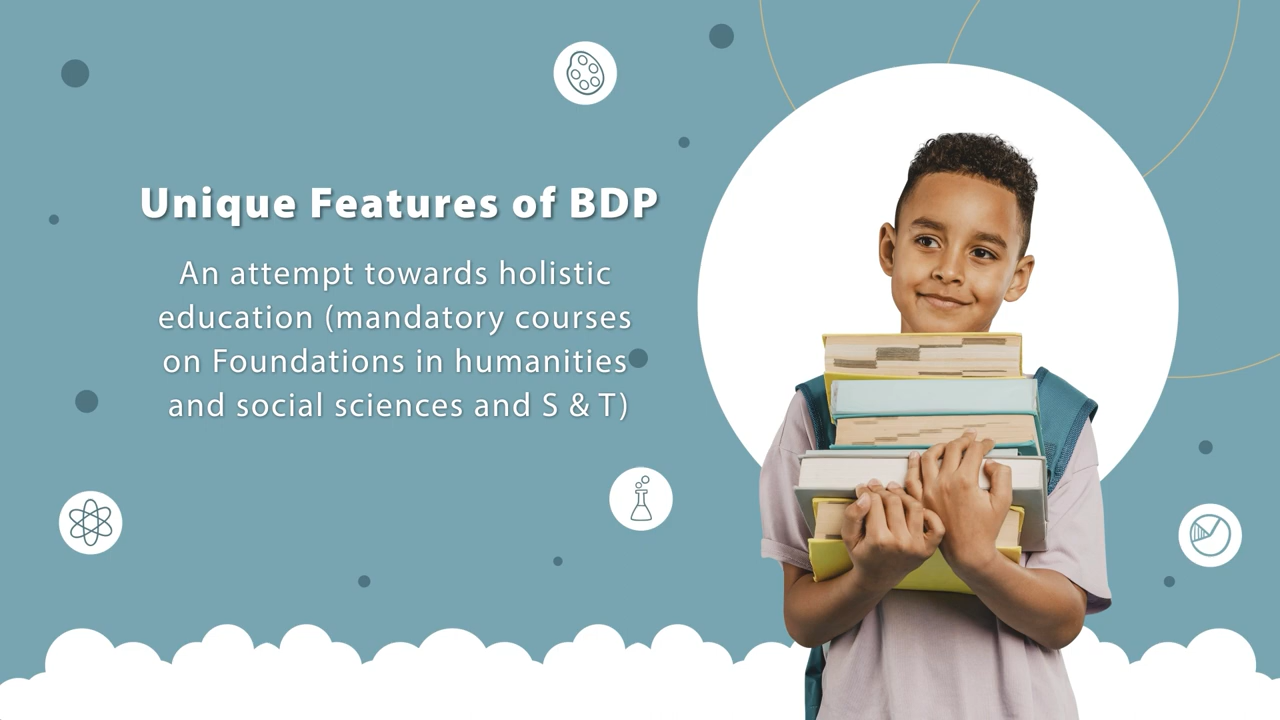 Unique Features of BDP
An attempt towards holistic
education (mandatory courses
on Foundations in humanities
and social sciences and S & T)